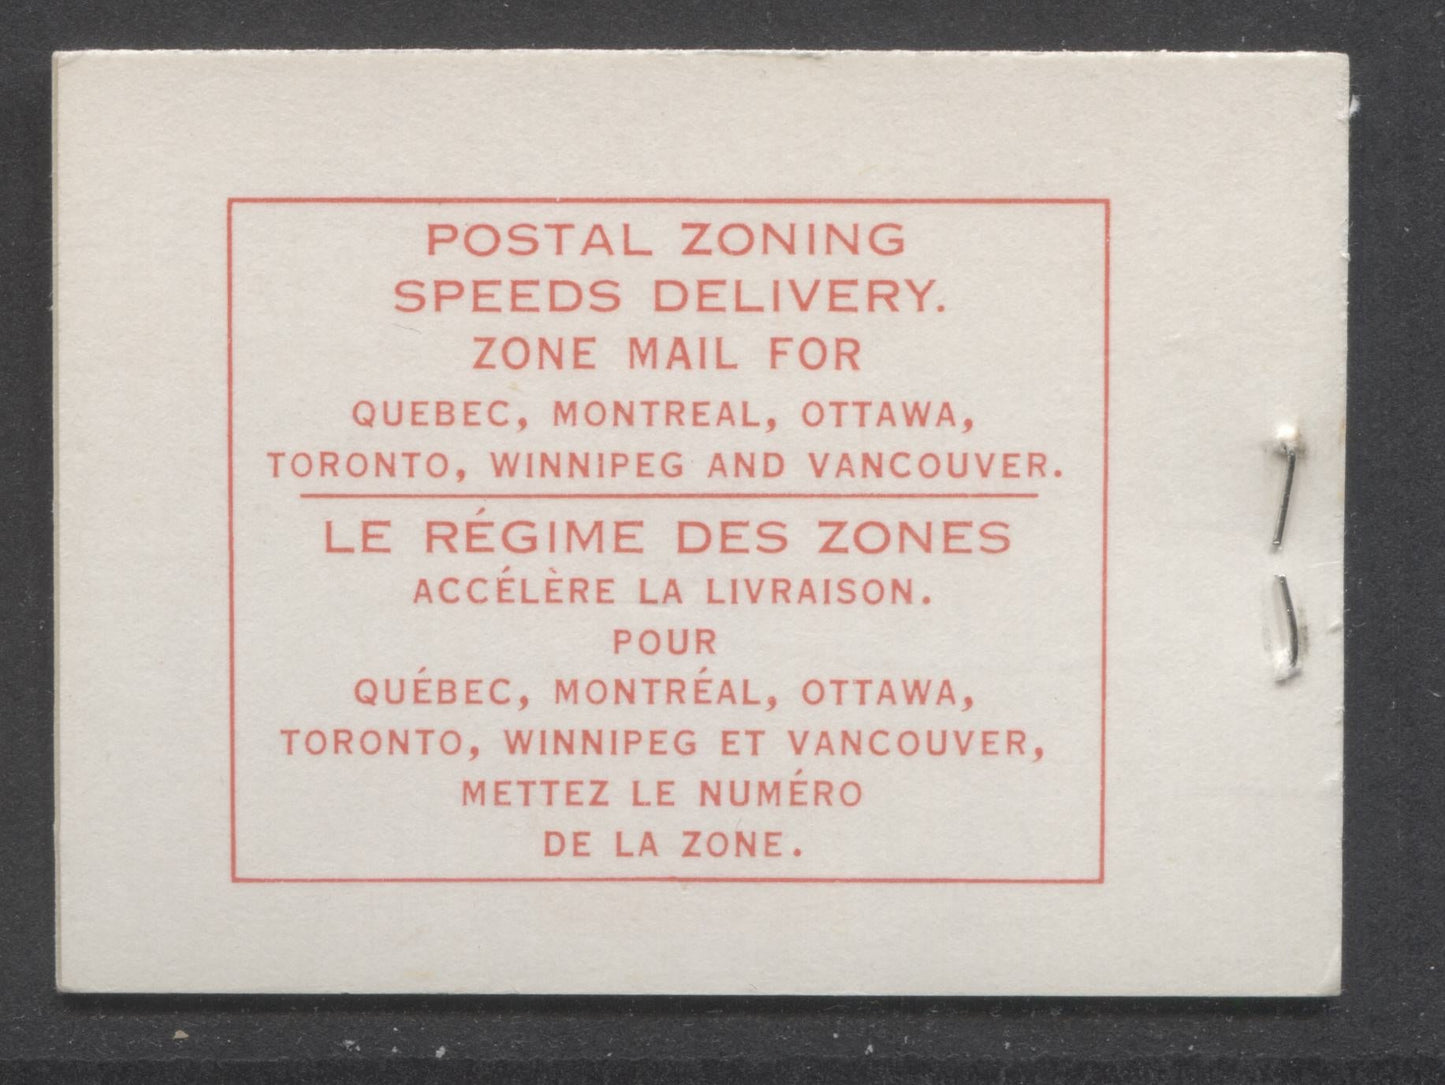 POSTAL ZONING
SPEEDS DELIVERY.
ZONE MAIL FOR
QUEBEC, MONTREAL, OTTAWA,
TORONTO, WINNIPEG AND VANCOUVER.
LE RÉGIME DES ZONES
ACCÉLÈRE LA LIVRAISON.
POUR
QUÉBEC, MONTRÉAL, OTTAWA,
TORONTO, WINNIPEG ET VANCOUVER,
METTEZ LE NUMÉRO
DE LA ZONE.